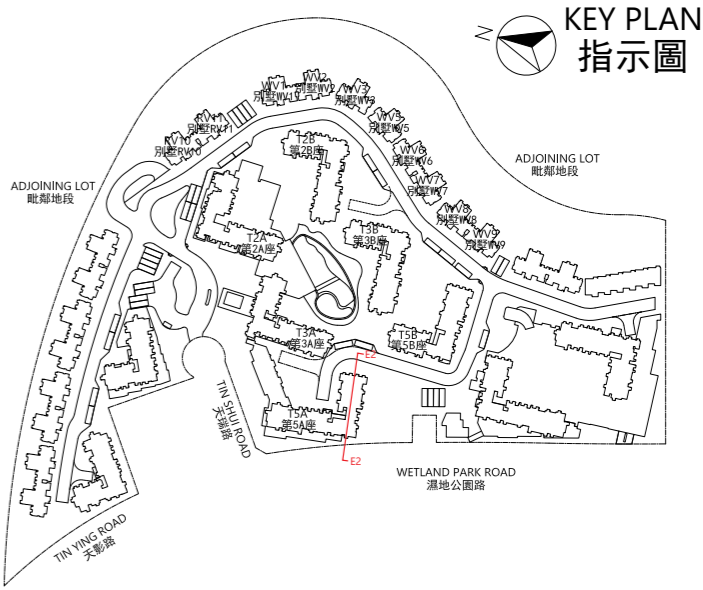 KEY PLAN
指示圖
N
WV1
別墅WV1
WV2
別墅WV2
WV3
別墅WV3
RV11
別墅RV11
WV5
別墅WV5
RV10
別墅RV10
T2B
第2B座
WV6
別墅WV6
ADJOINING LOT
毗鄰地段
ADJOINING LOT
毗鄰地段
WV7
別墅WV7
WV8
別墅WV8
T3B
第3B座
WV9
別墅WV9
T2A
第2A座
T3A
第3A座
T5B
第5B座
E2
TIN SHUI ROAD
天瑞路
T5A
第5A座
E2
WETLAND PARK ROAD
濕地公園路
TIN YING ROAD
天影路